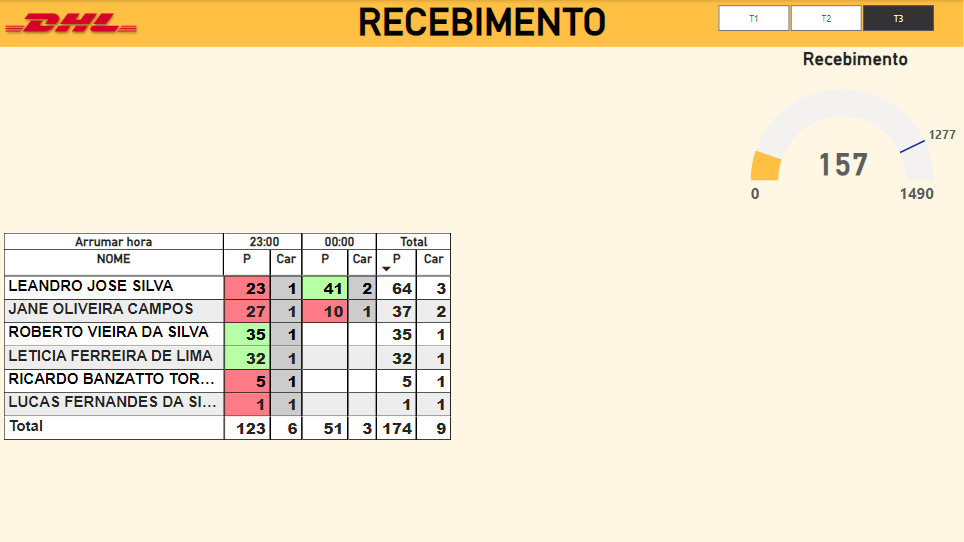 DHL
RECEBIMENTO
T1 T2 T3
Recebimento
1277
157
0 1490
Arrumar hora 23:00 00:00 Total
NOME P Car P Car P Car
LEANDRO JOSE SILVA 23 1 41 2 64 3
JANE OLIVEIRA CAMPOS 27 1 10 1 37 2
ROBERTO VIEIRA DA SILVA 35 1 35 1
LETICIA FERREIRA DE LIMA 32 1 32 1
RICARDO BANZATTO TOR... 5 1 5 1
LUCAS FERNANDES DA SI... 1 1 1 1
Total 123 6 51 3 174 9